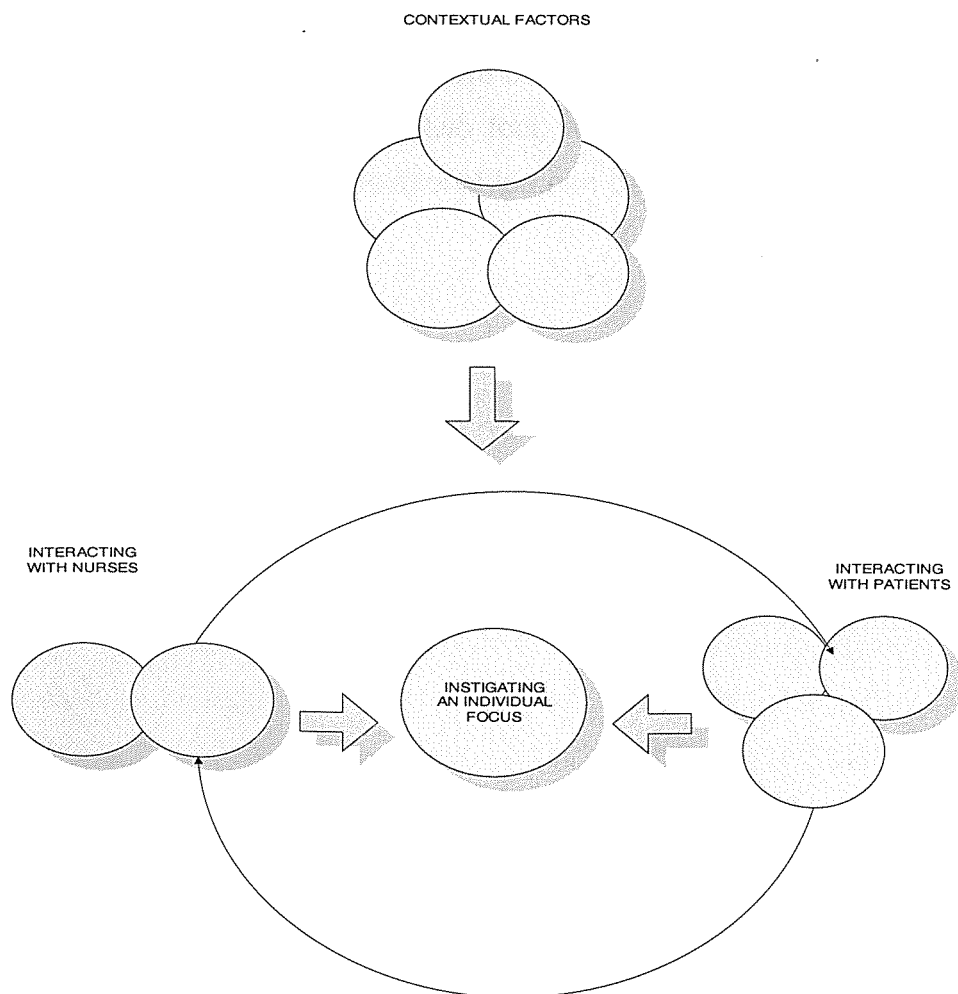 CONTEXTUAL FACTORS
INTERACTING
WITH NURSES
INTERACTING
WITH PATIENTS
INSTIGATING
AN INDIVIDUAL
FOCUS